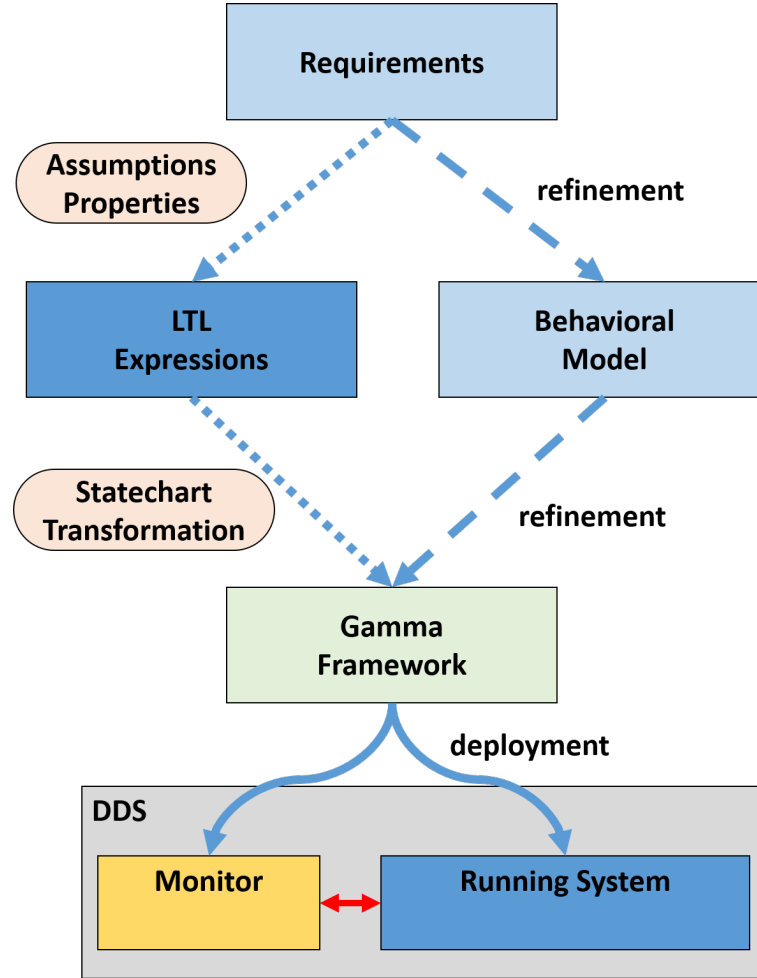 Requirements
Assumptions
Properties
refinement
LTL
Expressions
Behavioral
Model
Statechart
Transformation
refinement
Gamma
Framework
deployment
DDS
Monitor
Running System